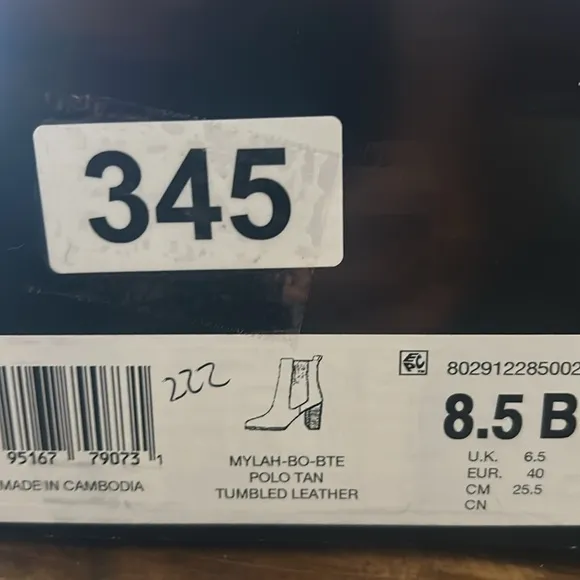 345
222
802912285002
8.5 B
95167 79073 1
MADE IN CAMBODIA
MYLAH-BO-BTE
POLO TAN
TUMBLED LEATHER
U.K. 6.5
EUR. 40
CM 25.5
CN